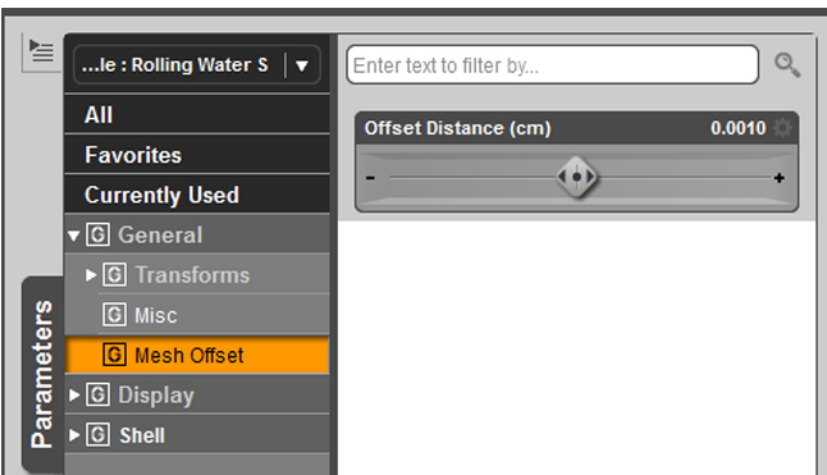 ...le : Rolling Water S
Enter text to filter by...
All
Offset Distance (cm) 0.0010
Favorites
- +
Currently Used
G General
G Transforms
G Misc
G Mesh Offset
G Display
G Shell
Parameters